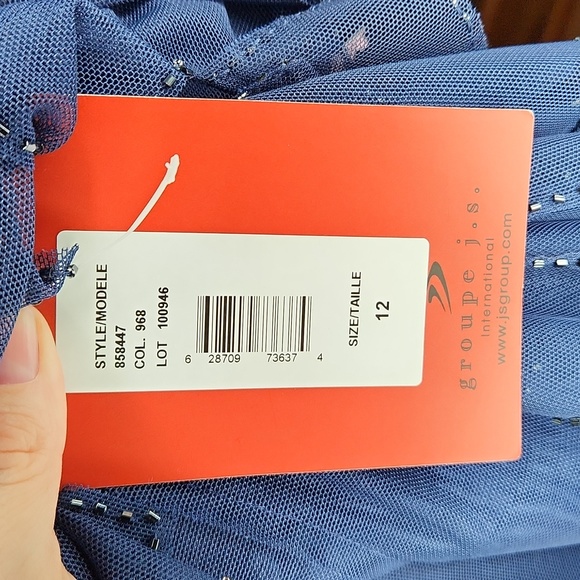 STYLE/MODELE
858447
COL. 968
LOT 100946
6 28709 73637 4
SIZE/TAILLE
12
groupe j.s.
International
www.jsgroup.com